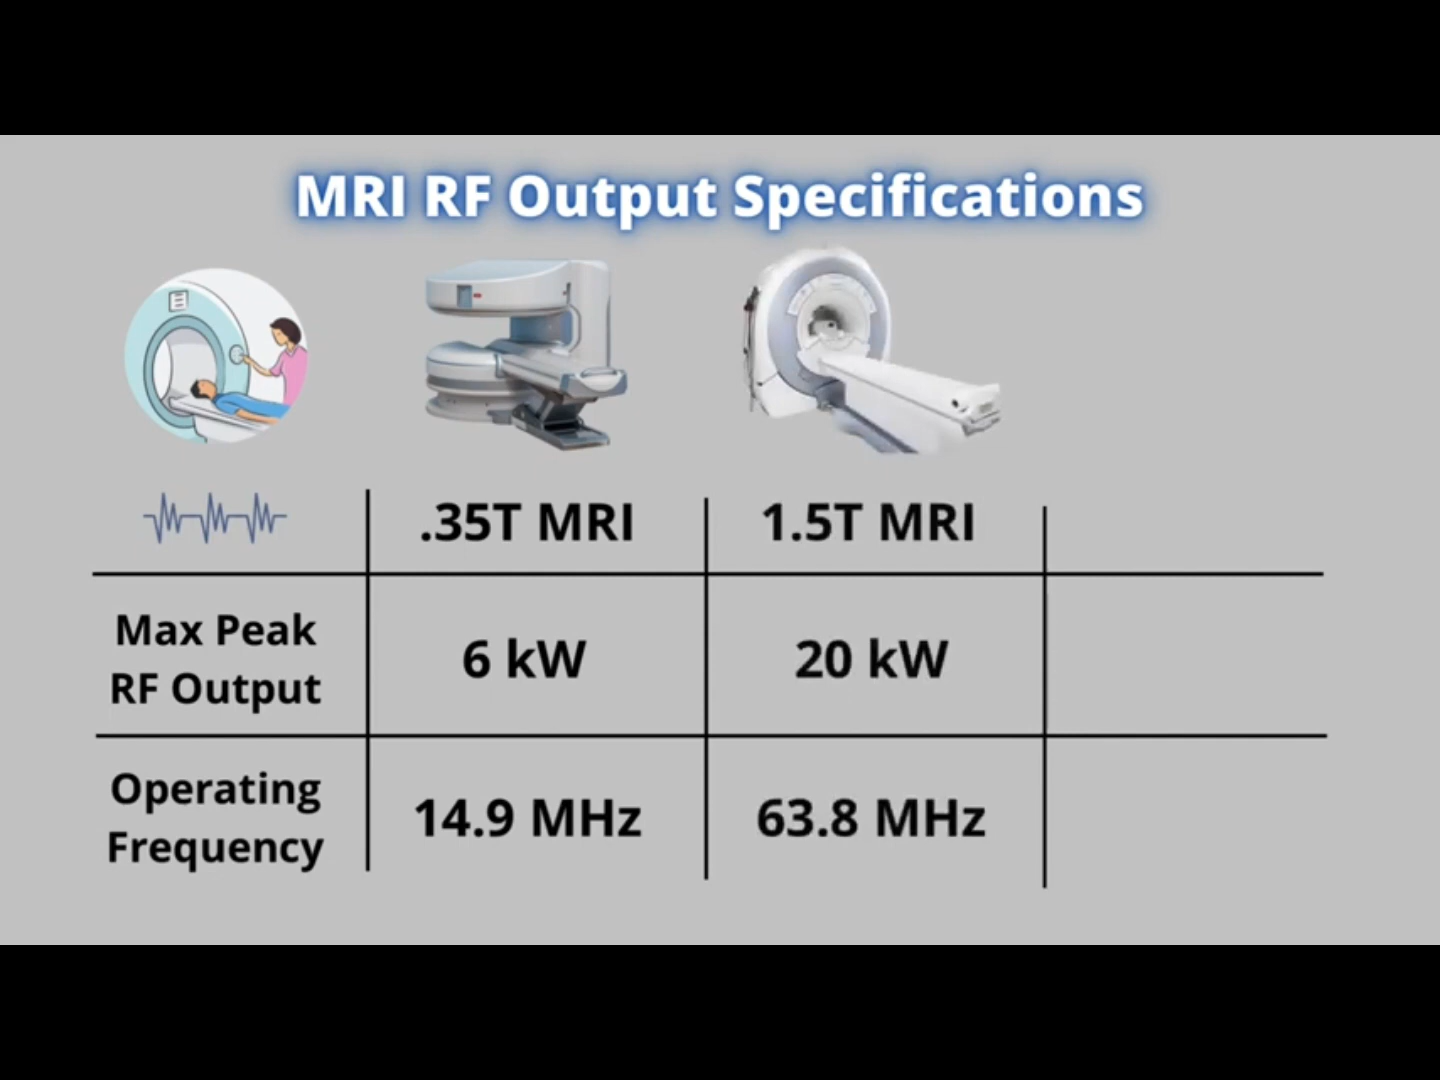 MRI RF Output Specifications
.35T MRI
1.5T MRI
Max Peak
RF Output
6 kW
20 kW
Operating
Frequency
14.9 MHz
63.8 MHz